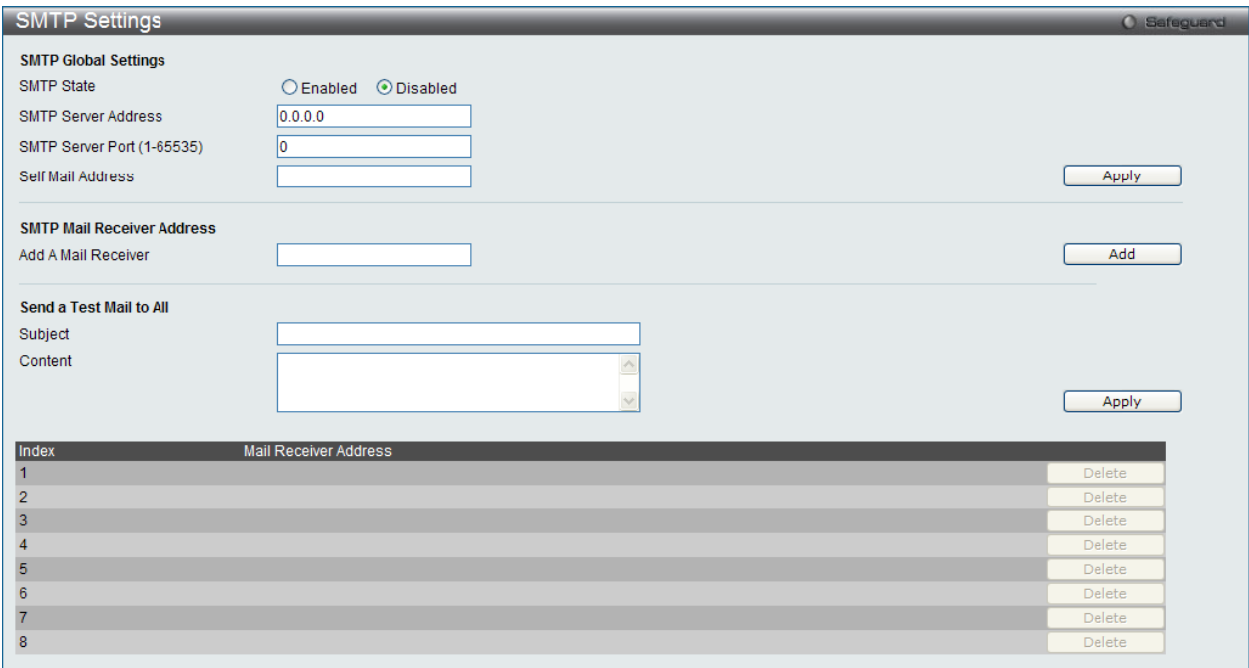 SMTP Settings
Safeguard
SMTP Global Settings
SMTP State Enabled Disabled
SMTP Server Address 0.0.0.0
SMTP Server Port (1-65535) 0
Self Mail Address Apply
SMTP Mail Receiver Address
Add A Mail Receiver Add
Send a Test Mail to All
Subject
Content
Apply
Index Mail Receiver Address
1 Delete
2 Delete
3 Delete
4 Delete
5 Delete
6 Delete
7 Delete
8 Delete